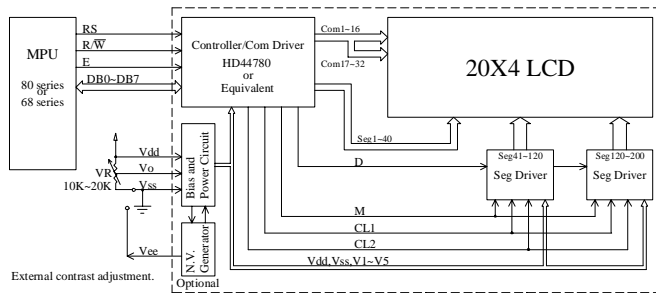 MPU
80 series
or
68 series
RS
R/W
E
DB0~DB7
Controller/Com Driver
HD44780
or
Equivalent
Com1~16
Com17~32
20X4 LCD
Seg1~40
D
Seg41~120
Seg Driver
Seg120~200
Seg Driver
Vdd
Vo
Vss
VR
10K~20K
Bias and
Power Circuit
M
CL1
CL2
Vdd,Vss,V1~V5
Vee
N.V.
Generator
Optional
External contrast adjustment.